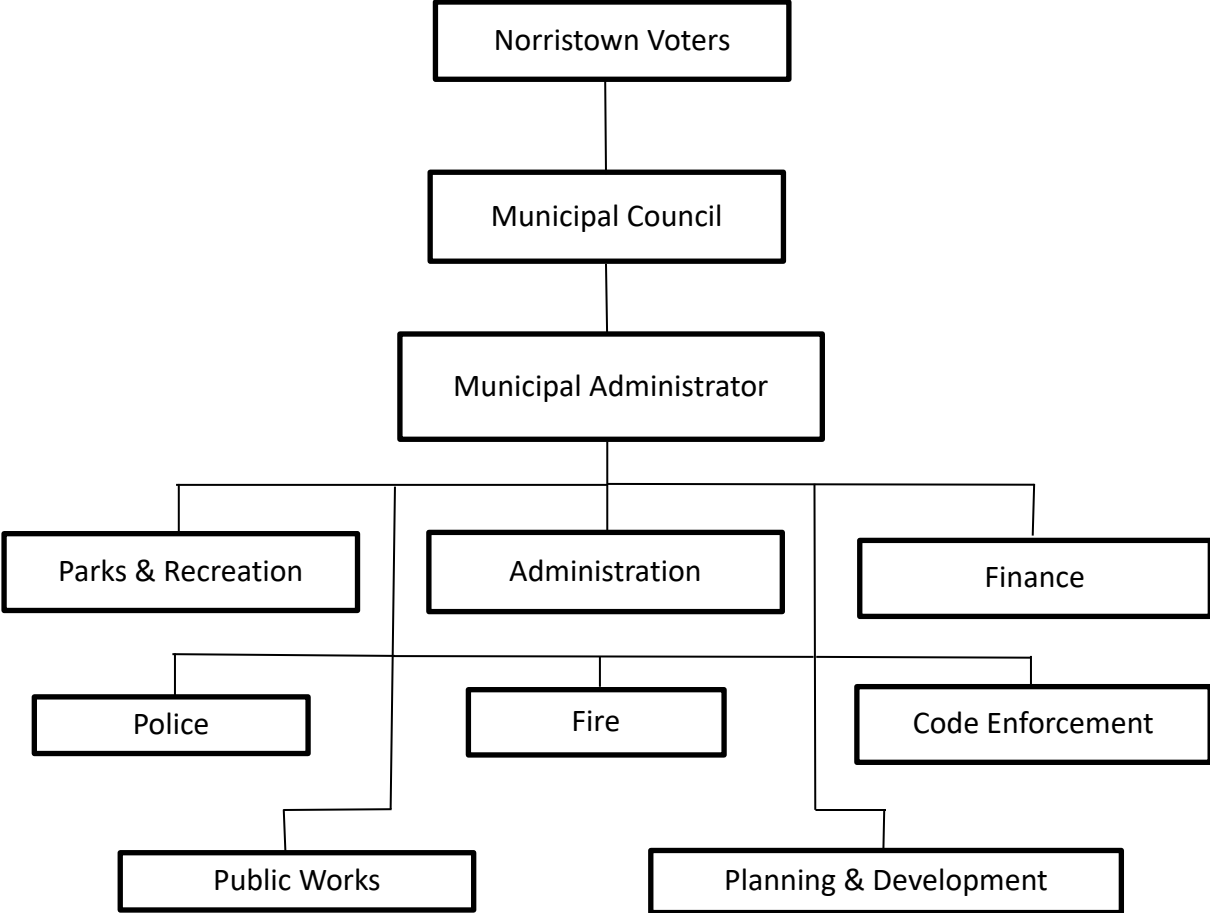 Norristown Voters
Municipal Council
Municipal Administrator
Parks & Recreation
Administration
Finance
Police
Fire
Code Enforcement
Public Works
Planning & Development